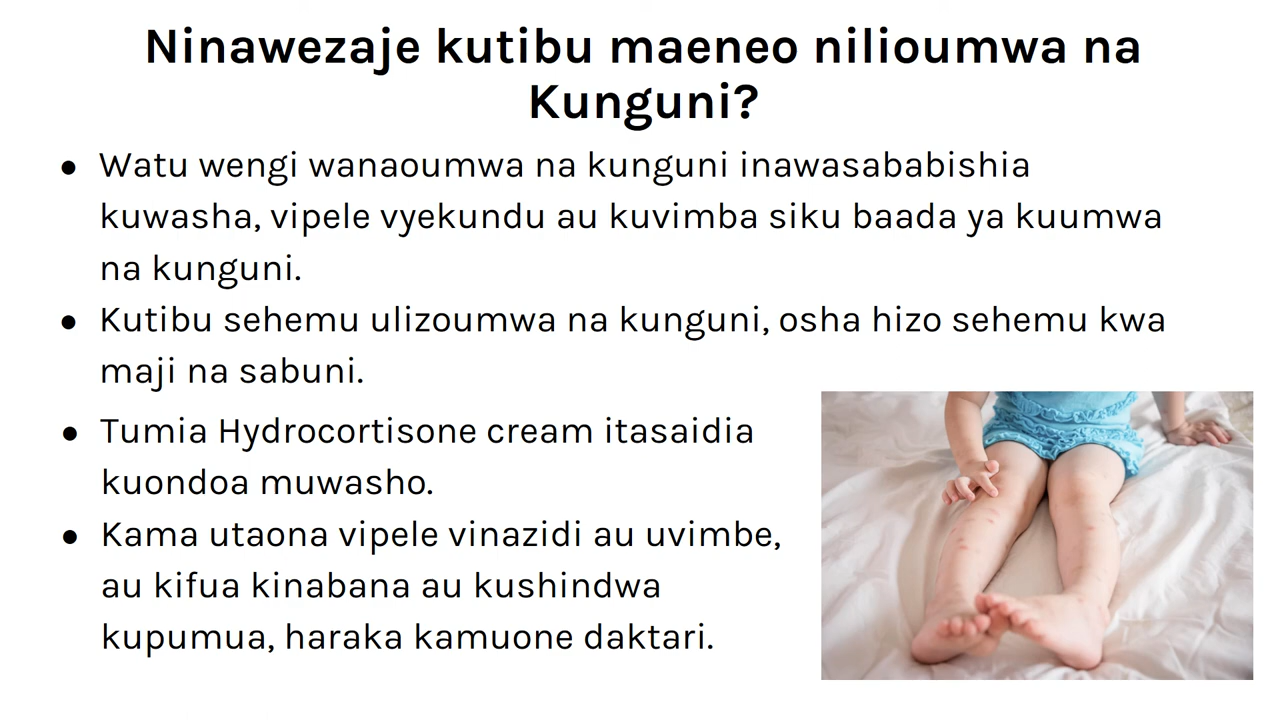 Ninawezaje kutibu maeneo nilioumwa na
Kunguni?
● Watu wengi wanaoumwa na kunguni inawasababishia
kuwasha, vipele vyekundu au kuvimba siku baada ya kuumwa
na kunguni.
● Kutibu sehemu ulizoumwa na kunguni, osha hizo sehemu kwa
maji na sabuni.
● Tumia Hydrocortisone cream itasaidia
kuondoa muwasho.
● Kama utaona vipele vinazidi au uvimbe,
au kifua kinabana au kushindwa
kupumua, haraka kamuone daktari.